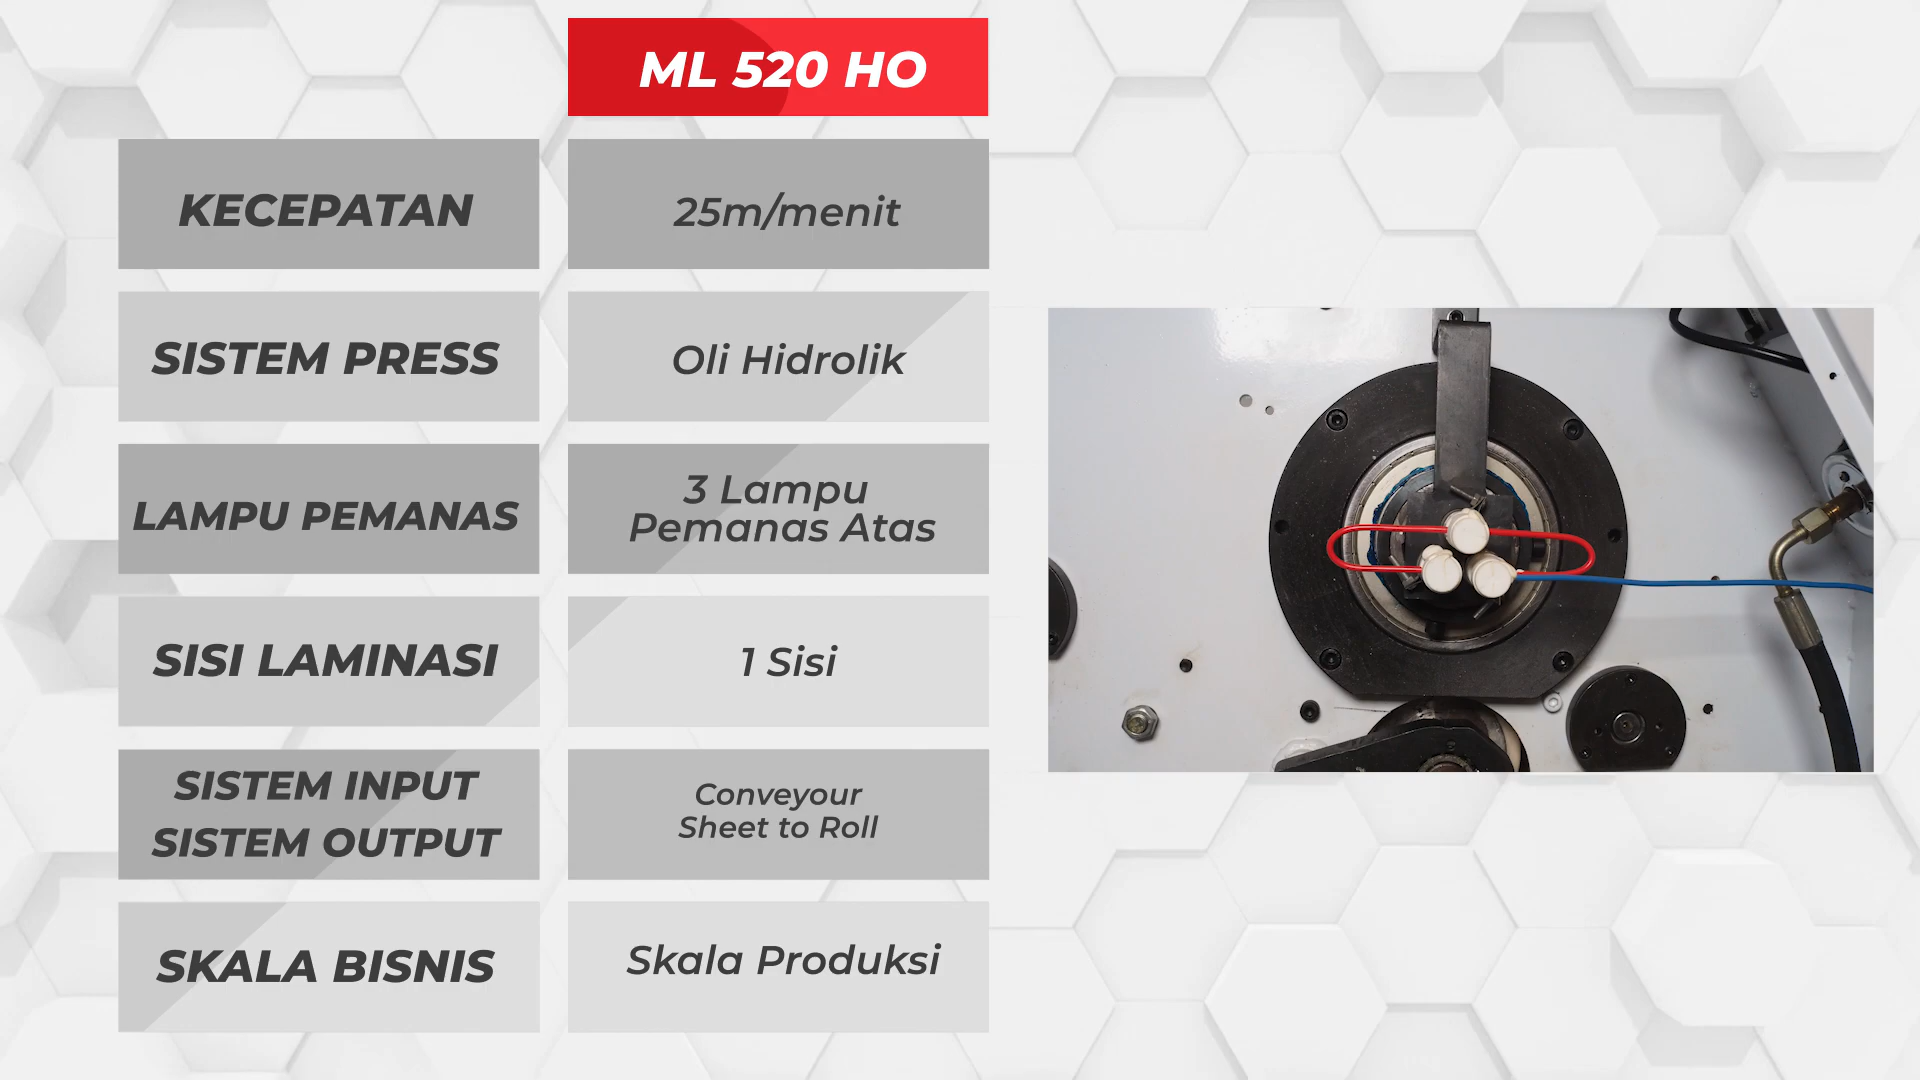 ML 520 HO
KECEPATAN
25m/menit
SISTEM PRESS
Oli Hidrolik
LAMPU PEMANAS
3 Lampu
Pemanas Atas
SISI LAMINASI
1 Sisi
SISTEM INPUT
SISTEM OUTPUT
Conveyour
Sheet to Roll
SKALA BISNIS
Skala Produksi